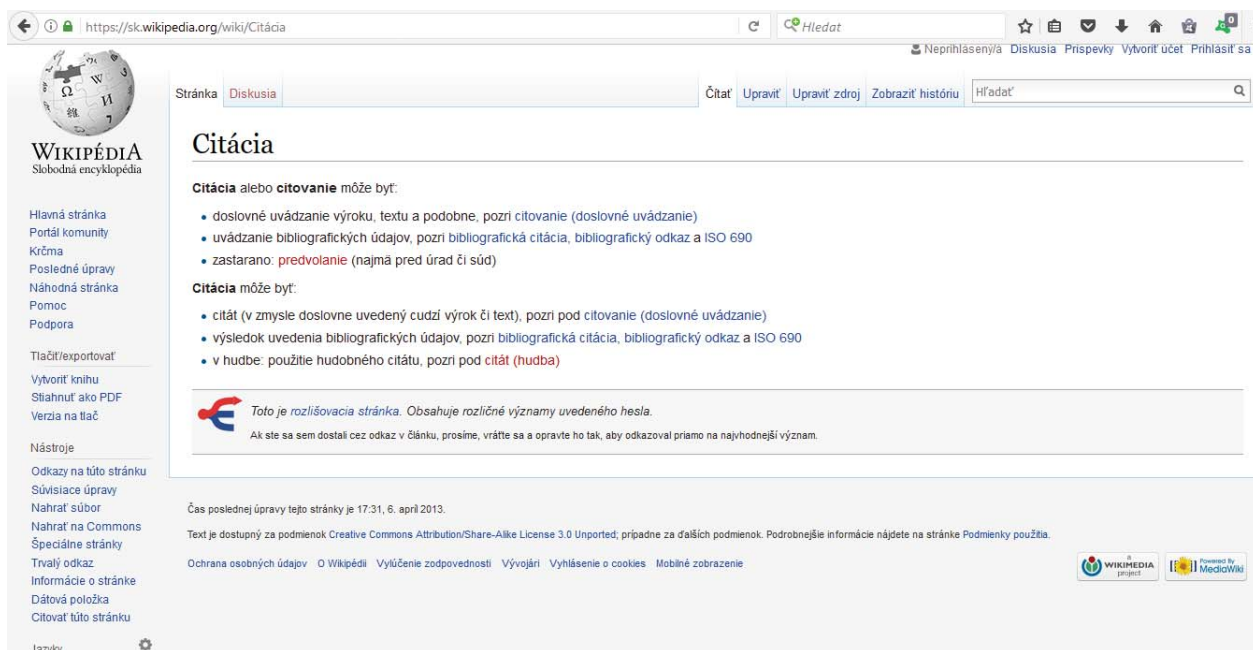 https://sk.wikipedia.org/wiki/Citácia
Hledat
0
Neprihlásený/á Diskusia Príspevky Vytvoriť účet Prihlásiť sa
Stránka Diskusia
Čítať Upraviť Upraviť zdroj Zobraziť históriu Hľadať
WIKIPÉDIA
Slobodná encyklopédia
Hlavná stránka
Portál komunity
Krčma
Posledné úpravy
Náhodná stránka
Pomoc
Podpora
Tlačiť/exportovať
Vytvoriť knihu
Stiahnuť ako PDF
Verzia na tlač
Nástroje
Odkazy na túto stránku
Súvisiace úpravy
Nahrať súbor
Nahrať na Commons
Špeciálne stránky
Trvalý odkaz
Informácie o stránke
Dátová položka
Citovať túto stránku
Jazyky
Citácia
Citácia alebo citovanie môže byť:
• doslovné uvádzanie výroku, textu a podobne, pozri citovanie (doslovné uvádzanie)
• uvádzanie bibliografických údajov, pozri bibliografická citácia, bibliografický odkaz a ISO 690
• zastarano: predvolanie (najmä pred úrad či súd)
Citácia môže byť:
• citát (v zmysle doslovne uvedený cudzí výrok či text), pozri pod citovanie (doslovné uvádzanie)
• výsledok uvedenia bibliografických údajov, pozri bibliografická citácia, bibliografický odkaz a ISO 690
• v hudbe: použitie hudobného citátu, pozri pod citát (hudba)
Toto je rozlišovacia stránka. Obsahuje rozličné významy uvedeného hesla.
Ak ste sa sem dostali cez odkaz v článku, prosíme, vráťte sa a opravte ho tak, aby odkazoval priamo na najvhodnejší význam.
Čas poslednej úpravy tejto stránky je 17:31, 6. apríl 2013.
Text je dostupný za podmienok Creative Commons Attribution/Share-Alike License 3.0 Unported; prípadne za ďalších podmienok. Podrobnejšie informácie nájdete na stránke Podmienky použitia.
Ochrana osobných údajov O Wikipédii Vylúčenie zodpovednosti Vývojári Vyhlásenie o cookies Mobilné zobrazenie
a
WIKIMEDIA
project
Powered By
MediaWiki